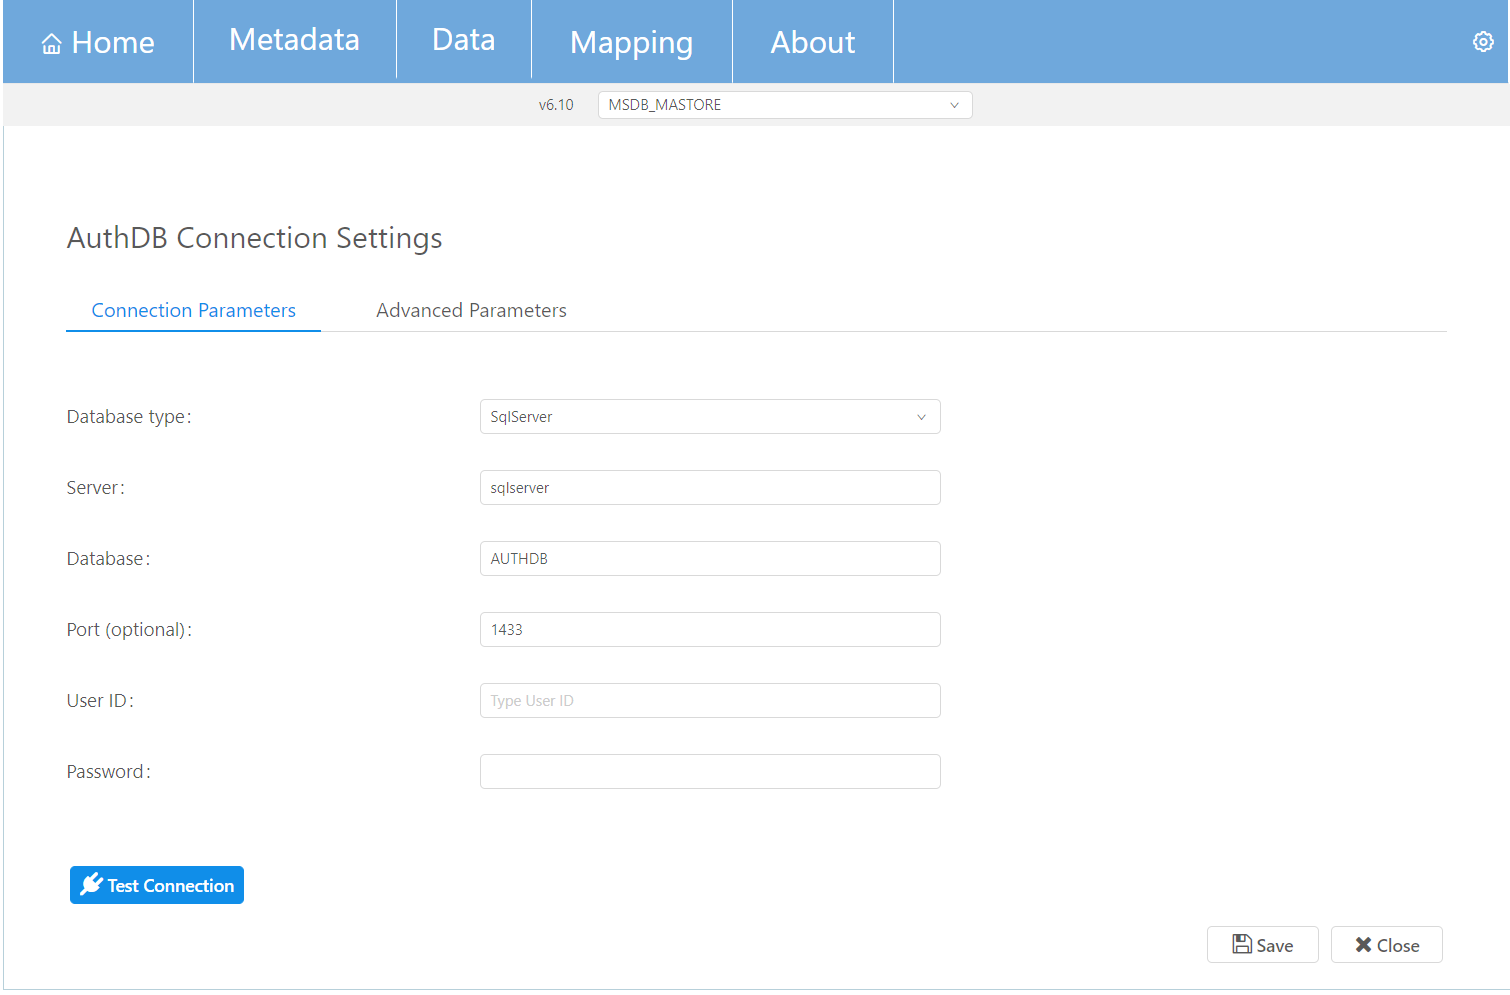 Home Metadata Data Mapping About
v6.10 MSDB_MASTORE
AuthDB Connection Settings
Connection Parameters Advanced Parameters
Database type: SqlServer
Server: sqlserver
Database: AUTHDB
Port (optional): 1433
User ID: Type User ID
Password:
Test Connection
Save Close